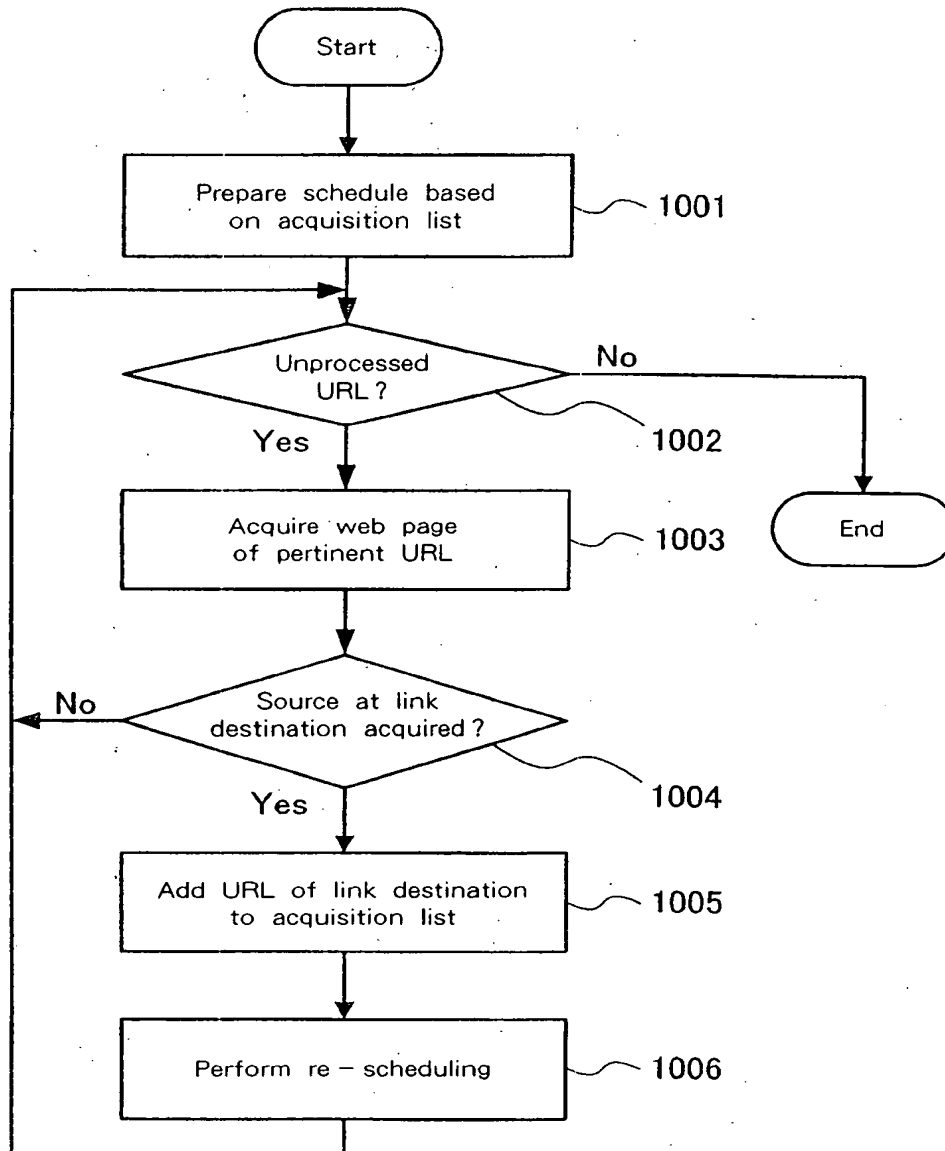 Start
Prepare schedule based
on acquisition list
1001
Unprocessed
URL?
No
1002
Yes
Acquire web page
of pertinent URL
1003
End
Source at link
destination acquired?
No
1004
Yes
Add URL of link destination
to acquisition list
1005
Perform re-scheduling
1006